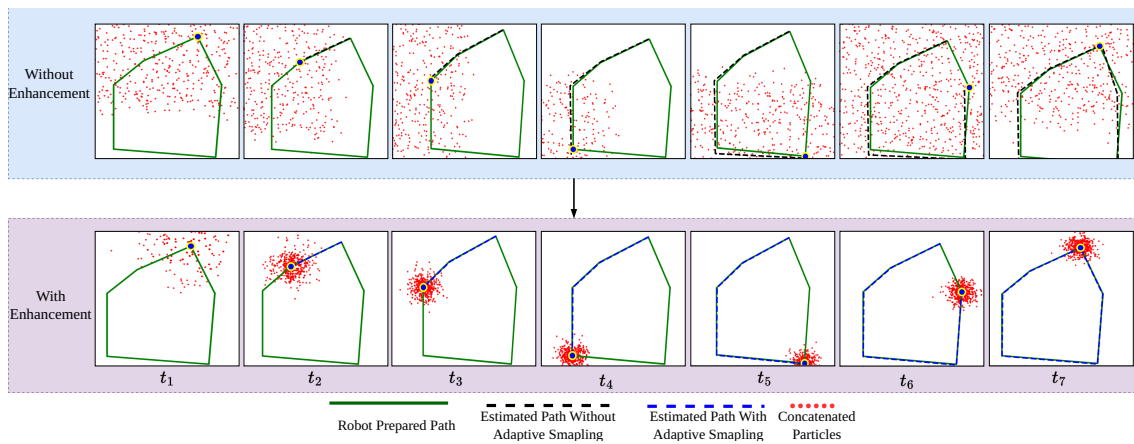 Without
Enhancement
With
Enhancement
t1 t2 t3 t4 t5 t6 t7
Robot Prepared Path
Estimated Path Without
Adaptive Smapling
Estimated Path With
Adaptive Smapling
Concatenated
Particles